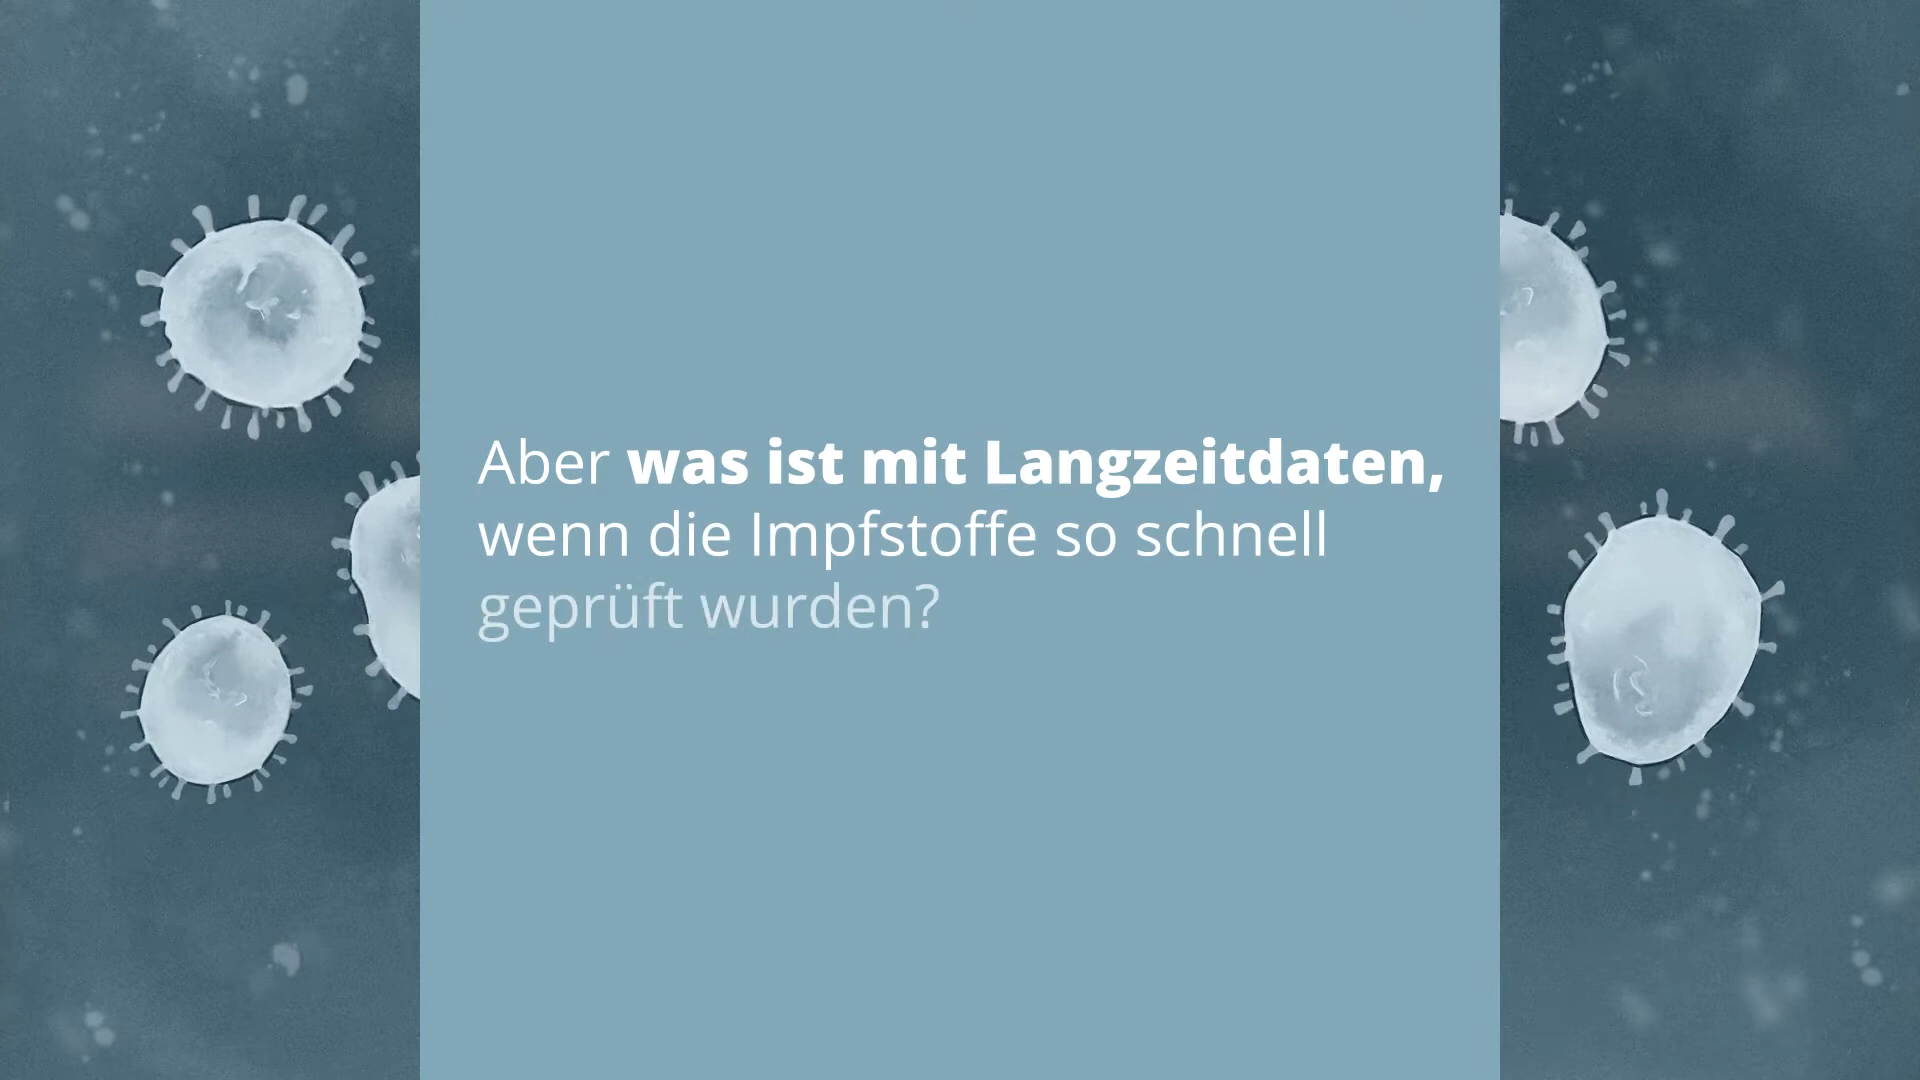 Aber was ist mit Langzeitdaten,
wenn die Impfstoffe so schnell
geprüft wurden?